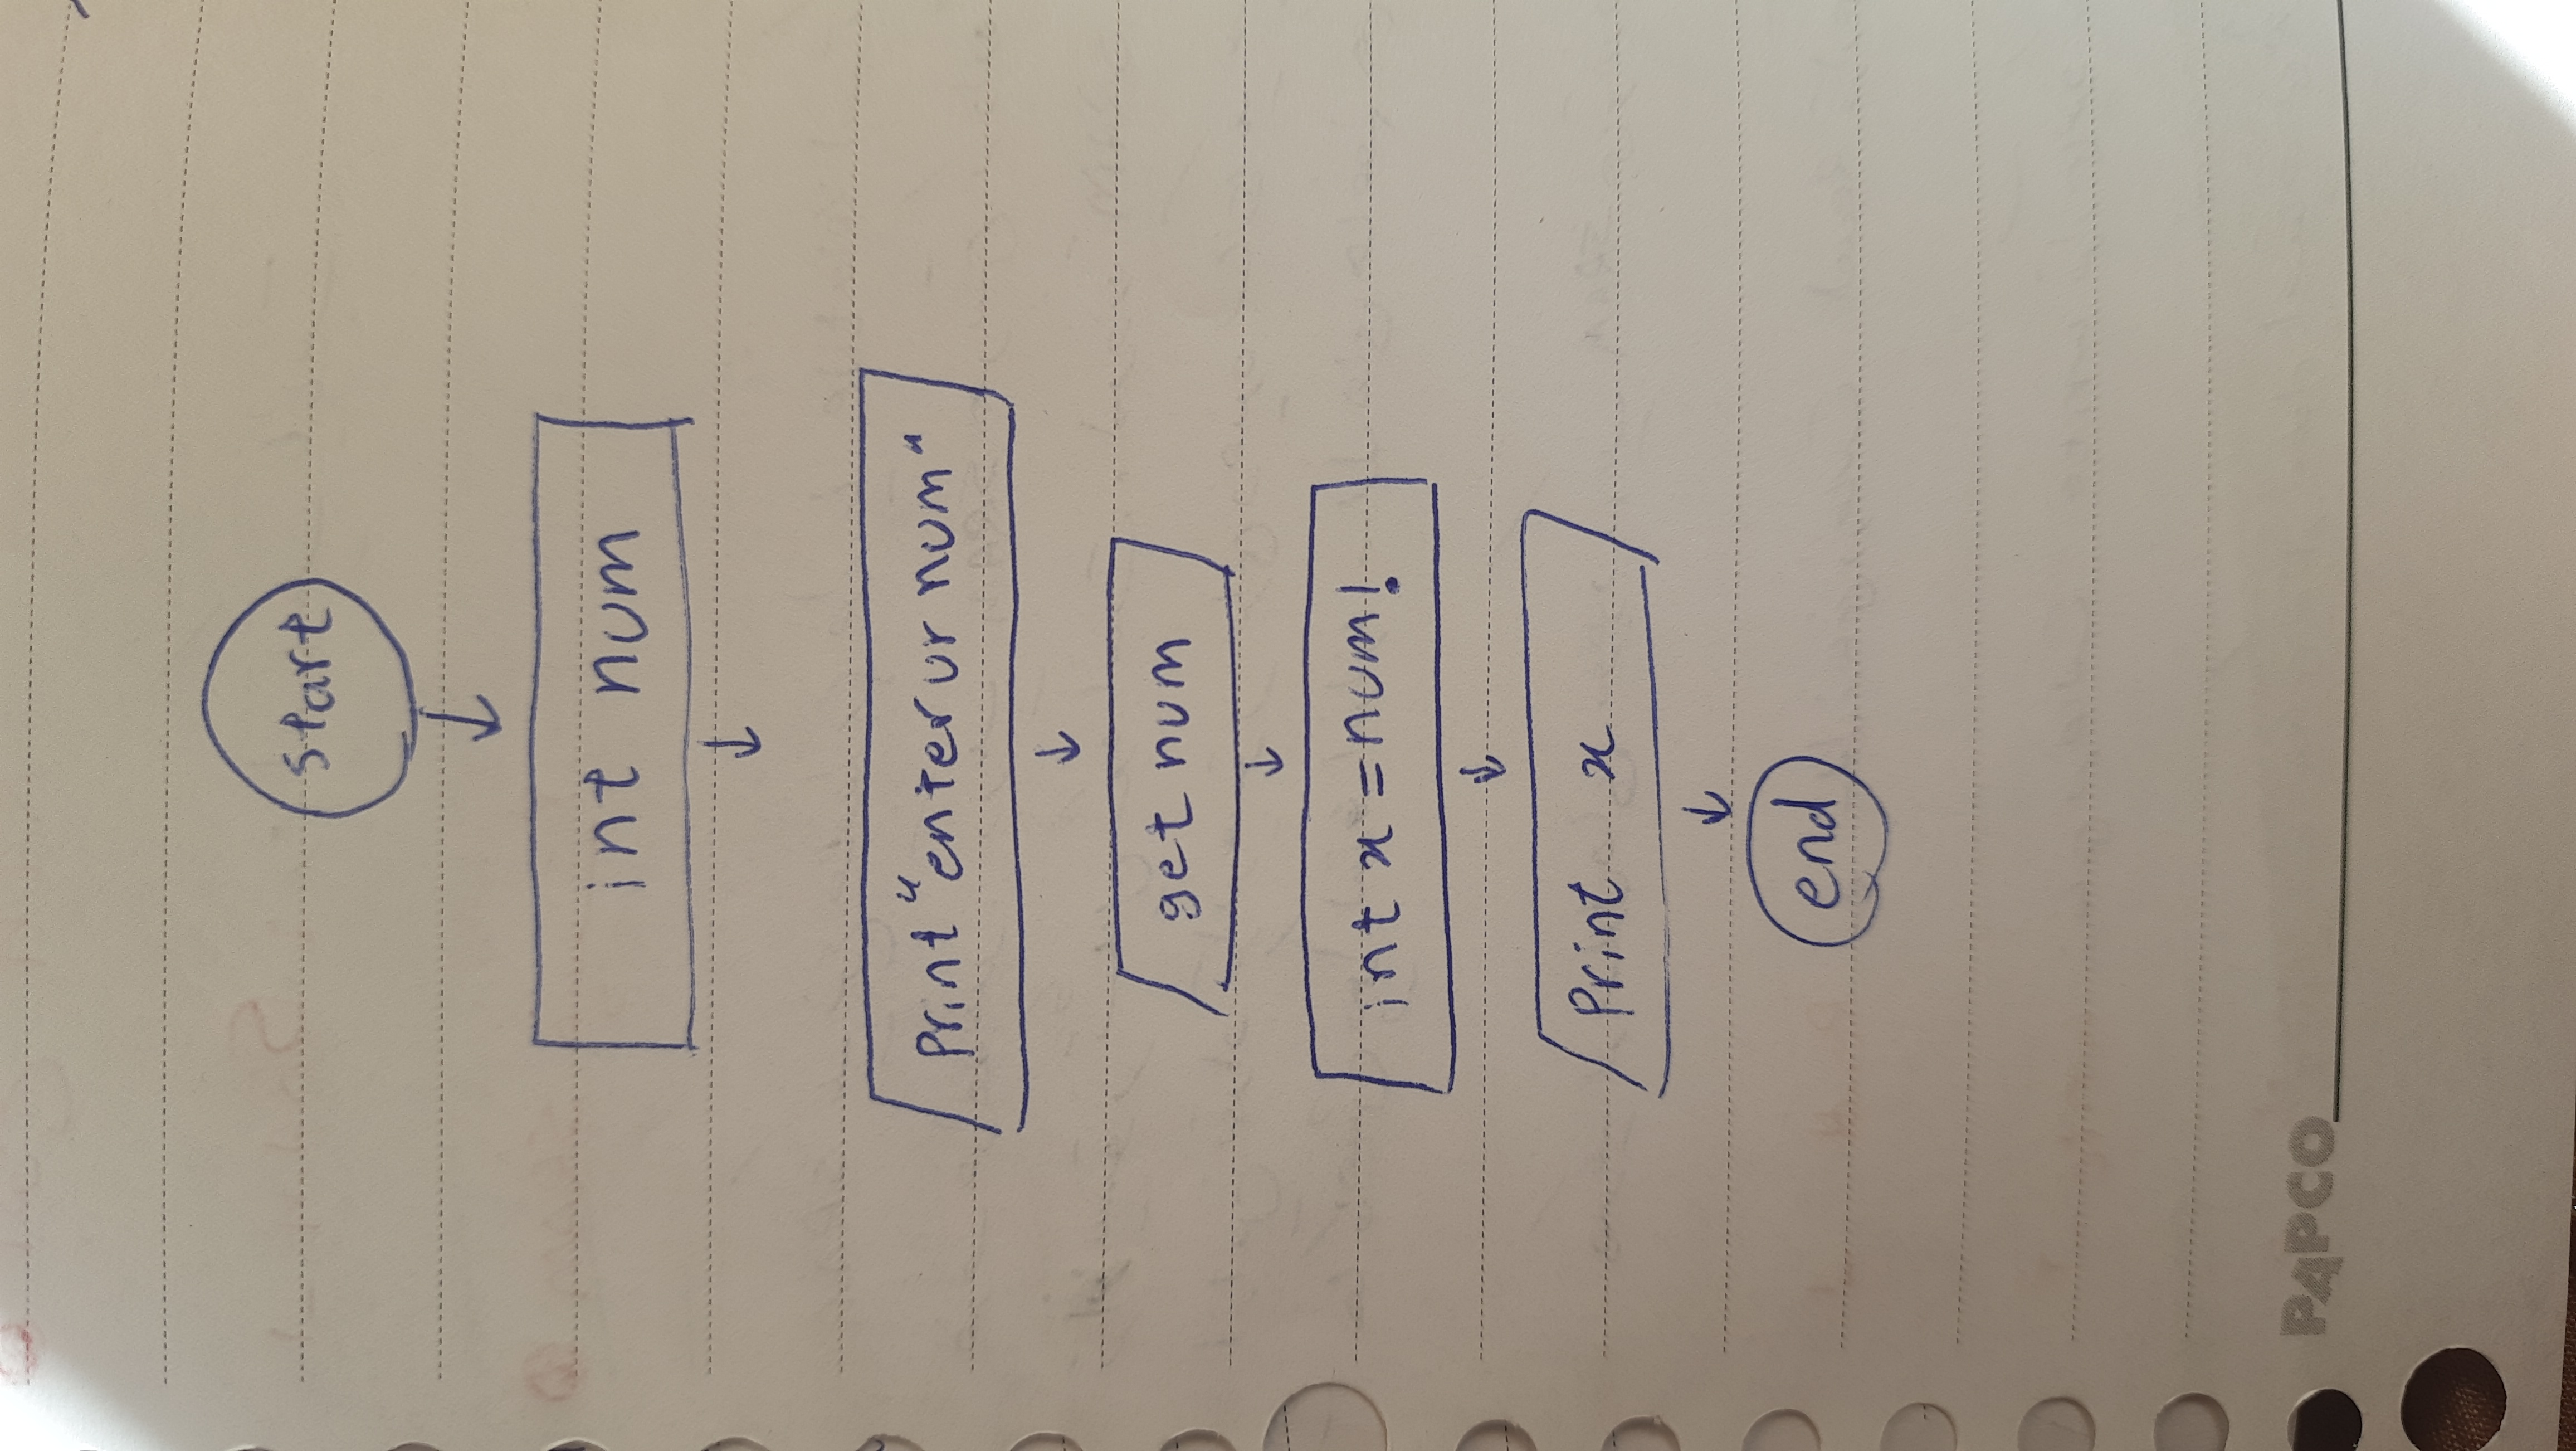 start
int num
Print "enter ur num"
get num
int x = num!
Print x
end
PAPCO